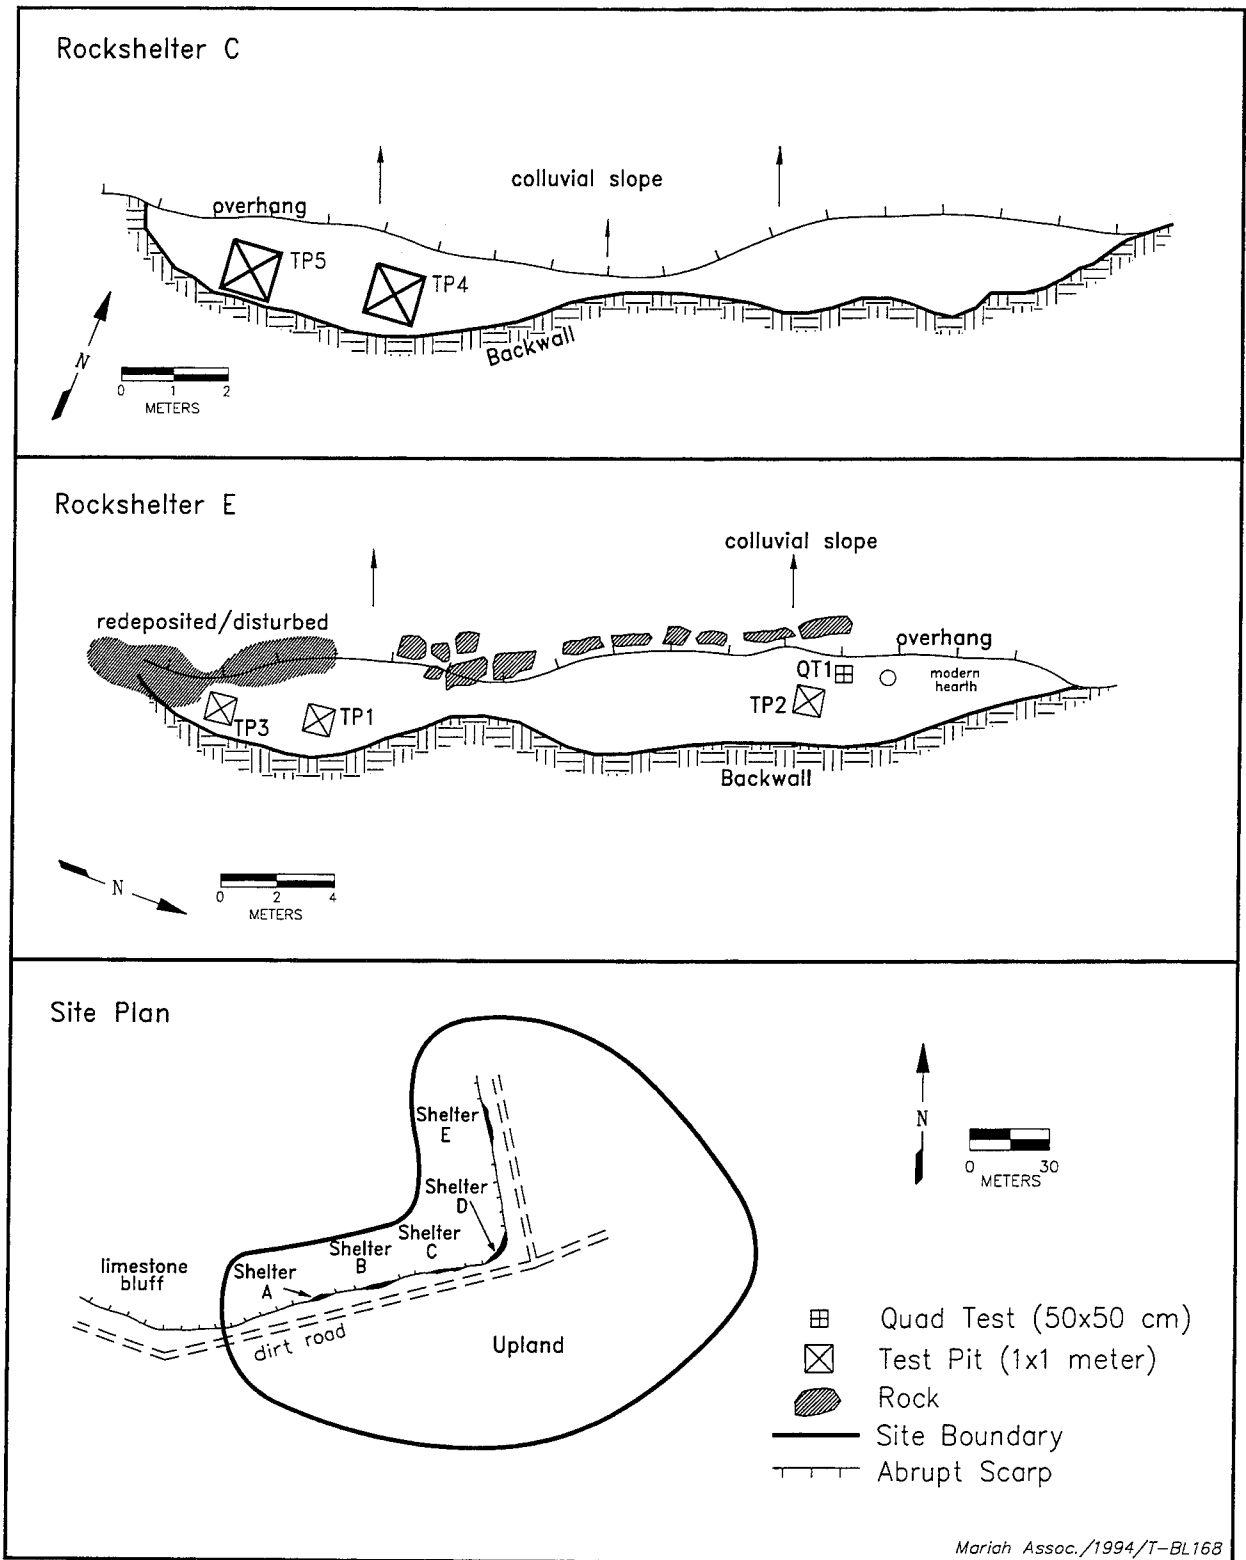 Rockshelter C
colluvial slope
overhang
TP5
TP4
Backwall
N
0 1 2
METERS
Rockshelter E
colluvial slope
redeposited/disturbed
overhang
QT1
modern
hearth
TP2
TP3
TP1
Backwall
N
0 2 4
METERS
Site Plan
Shelter
E
N
0 30
METERS
Shelter
D
Shelter
C
Shelter
B
limestone
bluff
Shelter
A
dirt road
Upland
Quad Test (50x50 cm)
Test Pit (1x1 meter)
Rock
Site Boundary
Abrupt Scarp
Mariah Assoc./1994/T-BL168